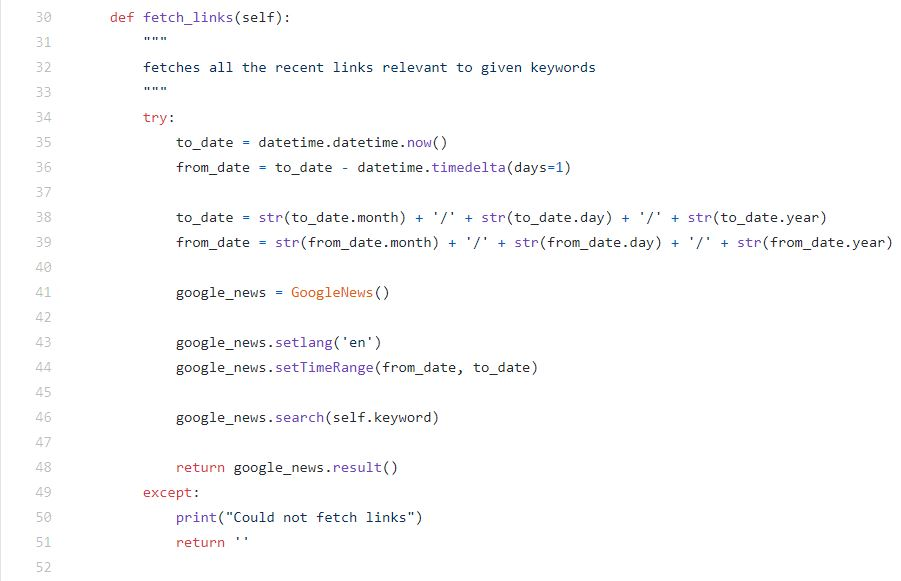 30 def fetch_links(self):
31 """
32 fetches all the recent links relevant to given keywords
33 """
34 try:
35 to_date = datetime.datetime.now()
36 from_date = to_date - datetime.timedelta(days=1)
37
38 to_date = str(to_date.month) + '/' + str(to_date.day) + '/' + str(to_date.year)
39 from_date = str(from_date.month) + '/' + str(from_date.day) + '/' + str(from_date.year)
40
41 google_news = GoogleNews()
42
43 google_news.setlang('en')
44 google_news.setTimeRange(from_date, to_date)
45
46 google_news.search(self.keyword)
47
48 return google_news.result()
49 except:
50 print("Could not fetch links")
51 return ''
52